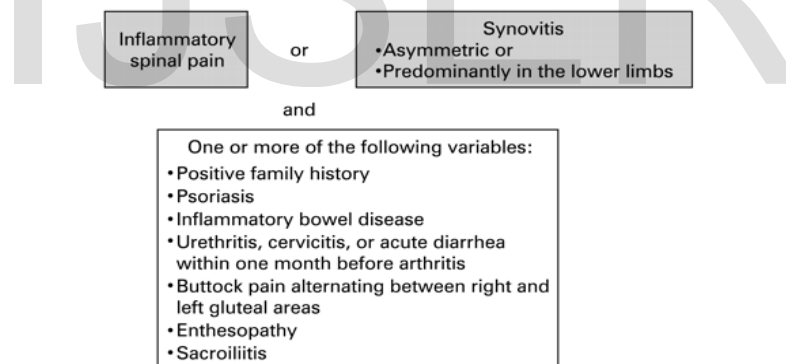 Inflammatory
spinal pain
or
Synovitis
•Asymmetric or
•Predominantly in the lower limbs
and
One or more of the following variables:
•Positive family history
•Psoriasis
•Inflammatory bowel disease
•Urethritis, cervicitis, or acute diarrhea
within one month before arthritis
•Buttock pain alternating between right and
left gluteal areas
•Enthesopathy
•Sacroiliitis